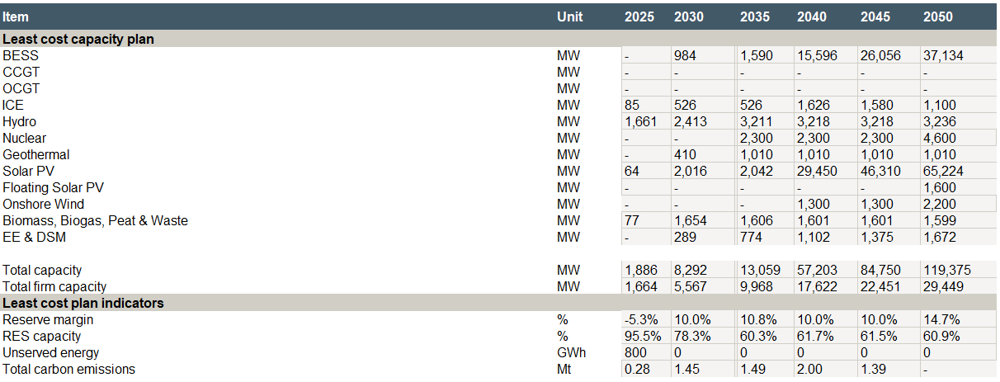 Item Unit 2025 2030 2035 2040 2045 2050
Least cost capacity plan
BESS MW - 984 1,590 15,596 26,056 37,134
CCGT MW - - - - - -
OCGT MW - - - - - -
ICE MW 85 526 526 1,626 1,580 1,100
Hydro MW 1,661 2,413 3,211 3,218 3,218 3,236
Nuclear MW - - 2,300 2,300 2,300 4,600
Geothermal MW - 410 1,010 1,010 1,010 1,010
Solar PV MW 64 2,016 2,042 29,450 46,310 65,224
Floating Solar PV MW - - - - - 1,600
Onshore Wind MW - - - 1,300 1,300 2,200
Biomass, Biogas, Peat & Waste MW 77 1,654 1,606 1,601 1,601 1,599
EE & DSM MW - 289 774 1,102 1,375 1,672
Total capacity MW 1,886 8,292 13,059 57,203 84,750 119,375
Total firm capacity MW 1,664 5,567 9,968 17,622 22,451 29,449
Least cost plan indicators
Reserve margin % -5.3% 10.0% 10.8% 10.0% 10.0% 14.7%
RES capacity % 95.5% 78.3% 60.3% 61.7% 61.5% 60.9%
Unserved energy GWh 800 0 0 0 0 0
Total carbon emissions Mt 0.28 1.45 1.49 2.00 1.39 -